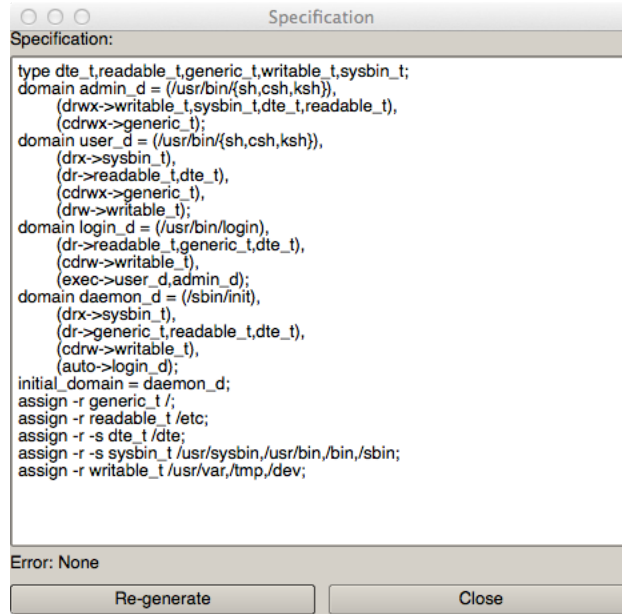 Specification
Specification:
type dte_t,readable_t,generic_t,writable_t,sysbin_t;
domain admin_d = (/usr/bin/{sh,csh,ksh}),
(drwx->writable_t,sysbin_t,dte_t,readable_t),
(cdrwx->generic_t);
domain user_d = (/usr/bin/{sh,csh,ksh}),
(drx->sysbin_t),
(dr->readable_t,dte_t),
(cdrwx->generic_t),
(drw->writable_t);
domain login_d = (/usr/bin/login),
(dr->readable_t,generic_t,dte_t),
(cdrw->writable_t),
(exec->user_d,admin_d);
domain daemon_d = (/sbin/init),
(drx->sysbin_t),
(dr->generic_t,readable_t,dte_t),
(cdrw->writable_t),
(auto->login_d);
initial_domain = daemon_d;
assign -r generic_t /;
assign -r readable_t /etc;
assign -r -s dte_t /dte;
assign -r -s sysbin_t /usr/sysbin,/usr/bin,/bin,/sbin;
assign -r writable_t /usr/var,/tmp,/dev;
Error: None
Re-generate
Close